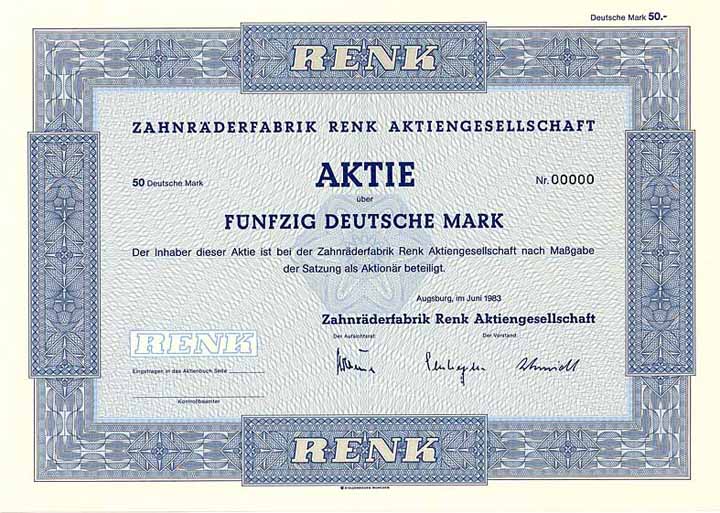 Deutsche Mark 50.-
RENK
ZAHNRÄDERFABRIK RENK AKTIENGESELLSCHAFT
50 Deutsche Mark
AKTIE
Nr. 00000
über
FÜNFZIG DEUTSCHE MARK
Der Inhaber dieser Aktie ist bei der Zahnräderfabrik Renk Aktiengesellschaft nach Maßgabe
der Satzung als Aktionär beteiligt.
Augsburg, im Juni 1983
Zahnräderfabrik Renk Aktiengesellschaft
Der Aufsichtsrat
Der Vorstand
RENK
Eingetragen in das Aktienbuch Seite
Kontrollbeamter
Schmidt
RENK